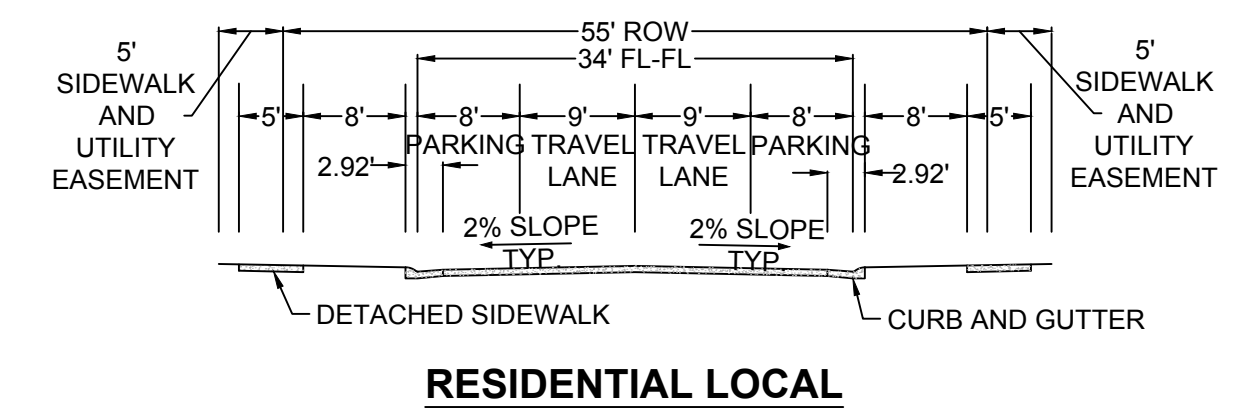 55' ROW
34' FL-FL
5'
SIDEWALK
AND
UTILITY
EASEMENT
5'
SIDEWALK
AND
UTILITY
EASEMENT
5' 8' 8' 9' 9' 8' 8' 5'
PARKING TRAVEL TRAVEL PARKING
LANE LANE
2.92' 2.92'
2% SLOPE 2% SLOPE
TYP. TYP.
DETACHED SIDEWALK
CURB AND GUTTER
RESIDENTIAL LOCAL